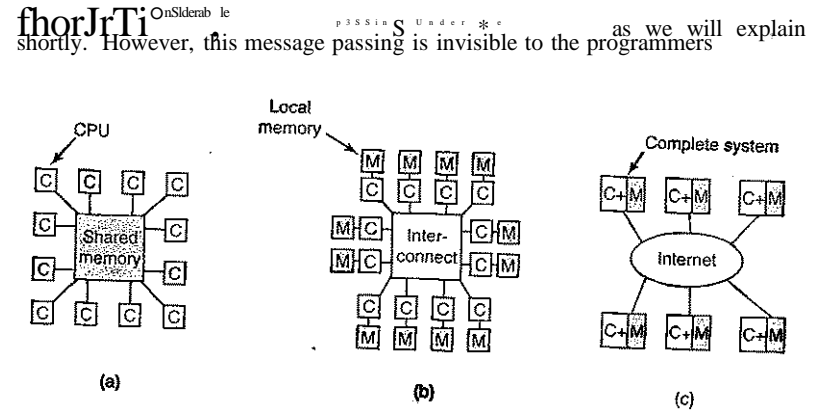 as we will explain
shortly. However, this message passing is invisible to the programmers
CPU
C C C C
C C
Shared
memory
C C
C C C C
(a)
Local
memory
M M M M
C C C C
M C C M
Inter-
connect
M C C M
C C C C
M M M M
(b)
Complete system
C+M C+M C+M
Internet
C+M C+M C+M
(c)